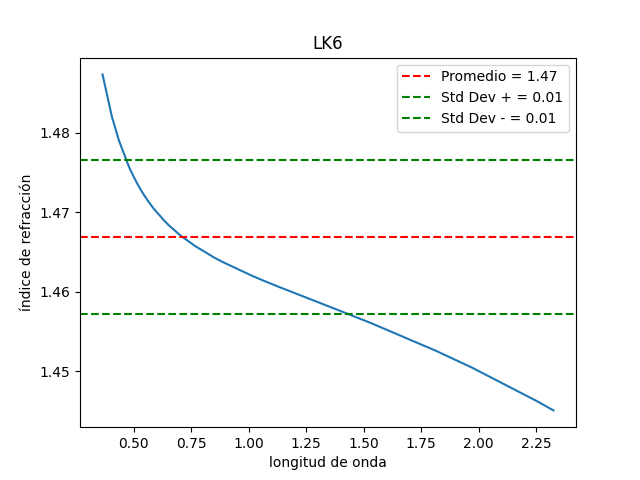 LK6
Promedio = 1.47
Std Dev + = 0.01
Std Dev - = 0.01
1.48
1.47
1.46
1.45
índice de refracción
0.50 0.75 1.00 1.25 1.50 1.75 2.00 2.25
longitud de onda